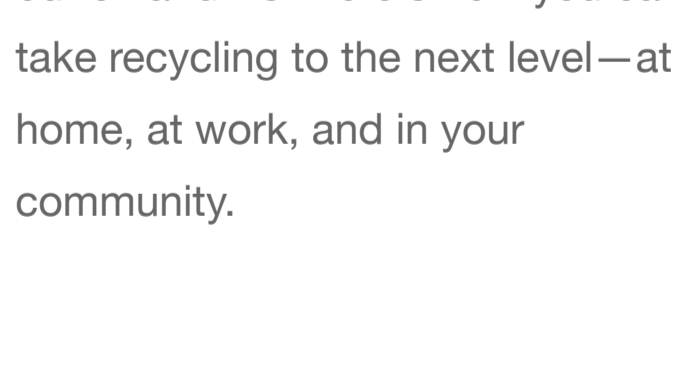 take recycling to the next level—at
home, at work, and in your
community.